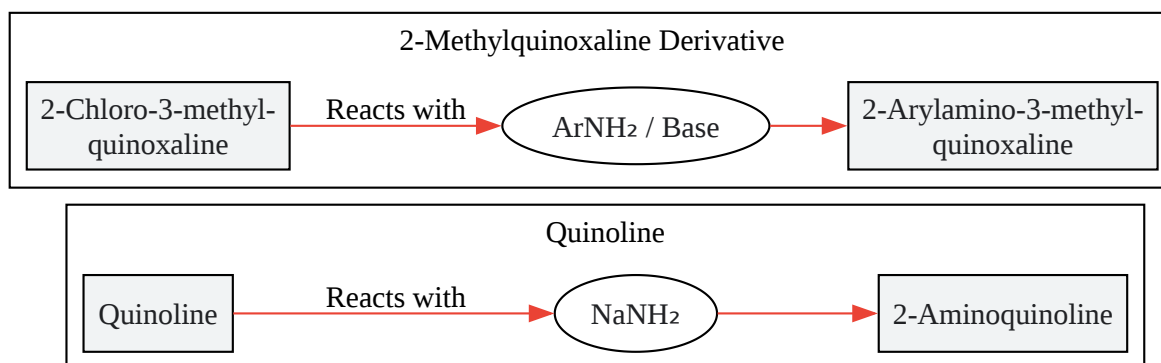 2-Methylquinoxaline Derivative
2-Chloro-3-methyl-
quinoxaline
Reacts with
ArNH₂ / Base
2-Arylamino-3-methyl-
quinoxaline
Quinoline
Quinoline
Reacts with
NaNH₂
2-Aminoquinoline